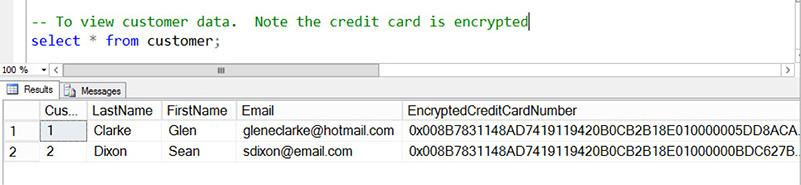 -- To view customer data.  Note the credit card is encrypted
select * from customer;
100 %
Results Messages
Cus... LastName FirstName Email EncryptedCreditCardNumber
1 1 Clarke Glen gleneclarke@hotmail.com 0x008B7831148AD7419119420B0CB2B18E01000005DD8ACA...
2 2 Dixon Sean sdixon@email.com 0x008B7831148AD7419119420B0CB2B18E01000000BDC627B...